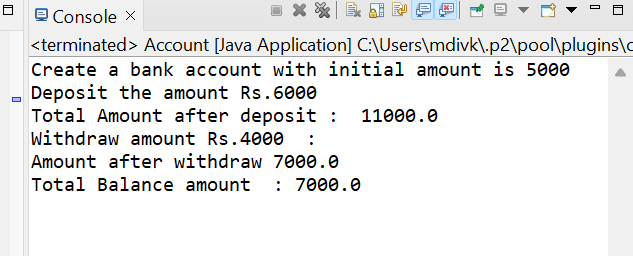 Console
<terminated> Account [Java Application] C:\Users\mdivk\.p2\pool\plugins\
Create a bank account with initial amount is 5000
Deposit the amount Rs.6000
Total Amount after deposit :  11000.0
Withdraw amount Rs.4000  :
Amount after withdraw 7000.0
Total Balance amount  : 7000.0